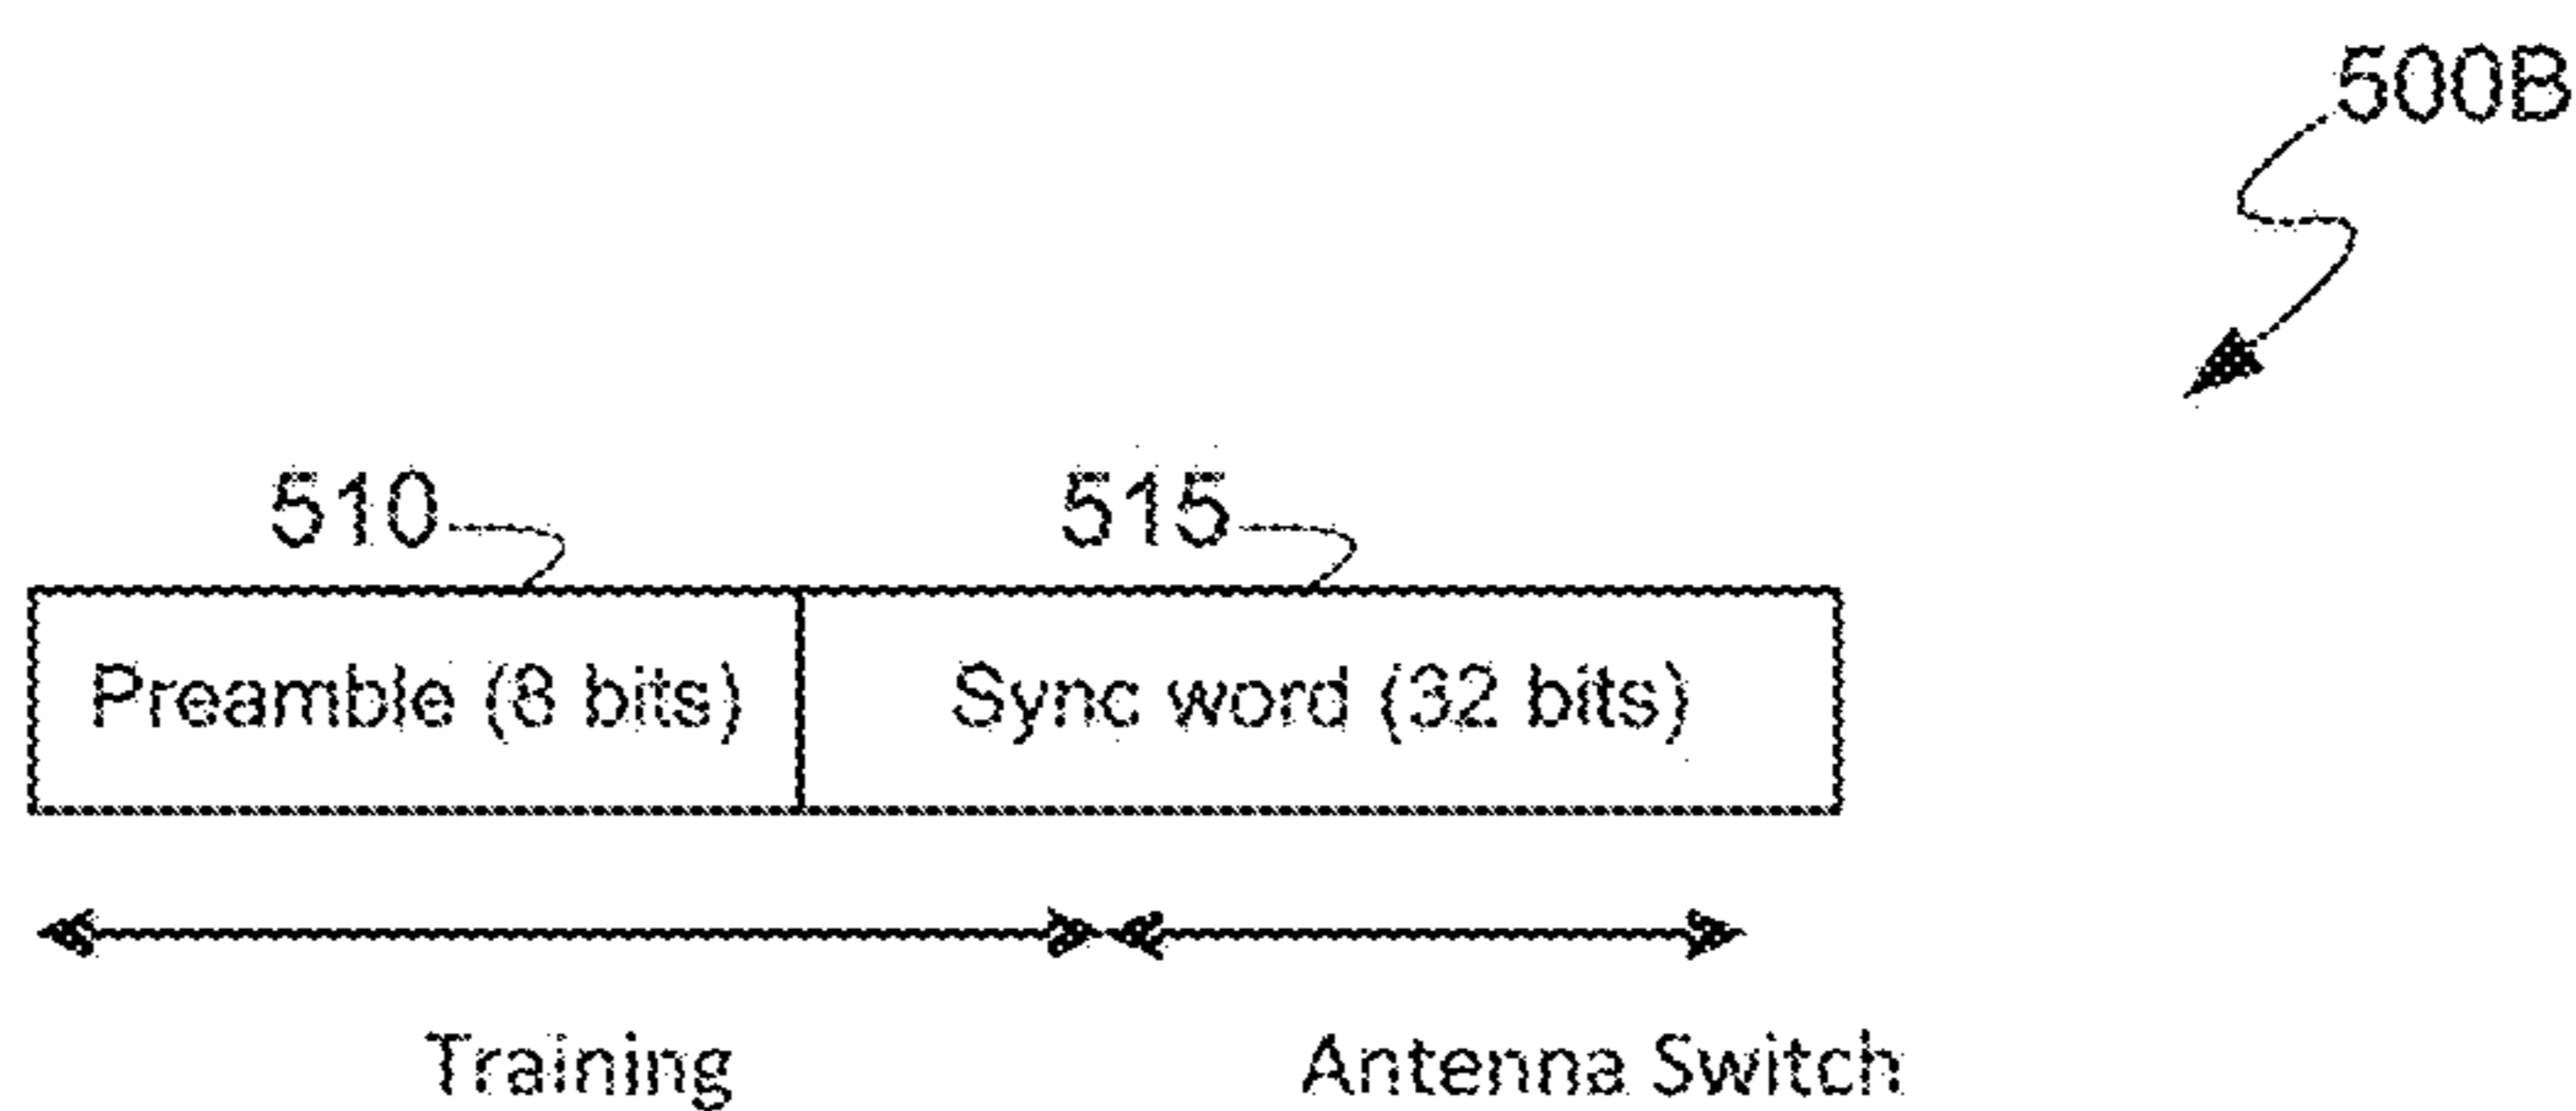 500B
510 515
Preamble (8 bits) Sync word (32 bits)
Training Antenna Switch